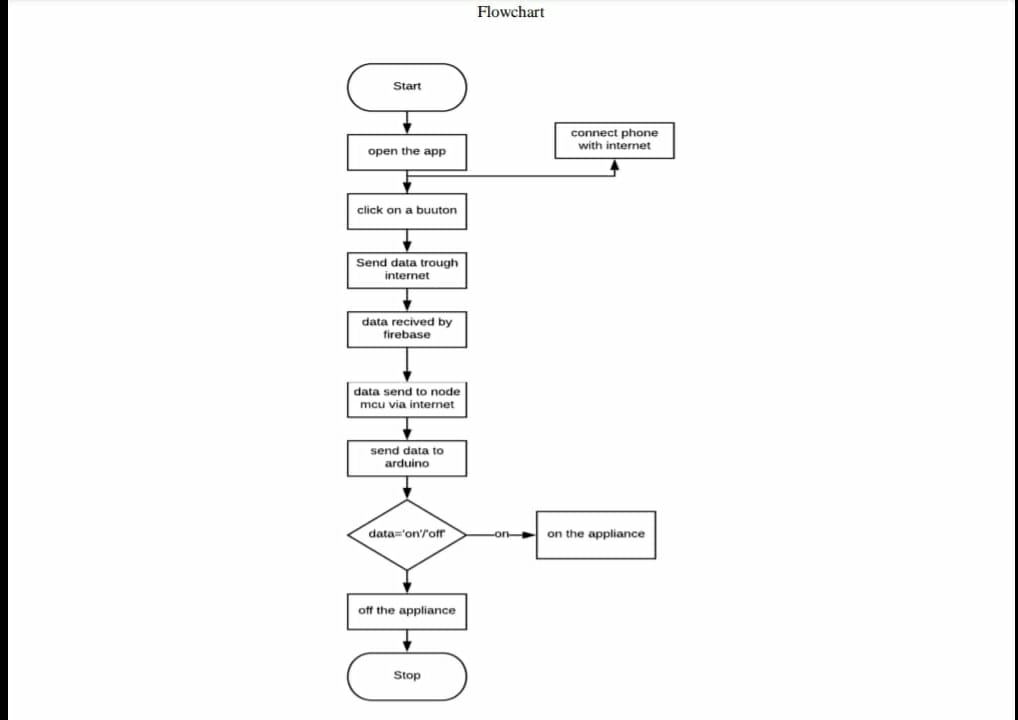 Flowchart
Start
connect phone
with internet
open the app
click on a buuton
Send data trough
internet
data recived by
firebase
data send to node
mcu via internet
send data to
arduino
data='on'/'off'
on
on the appliance
off the appliance
Stop